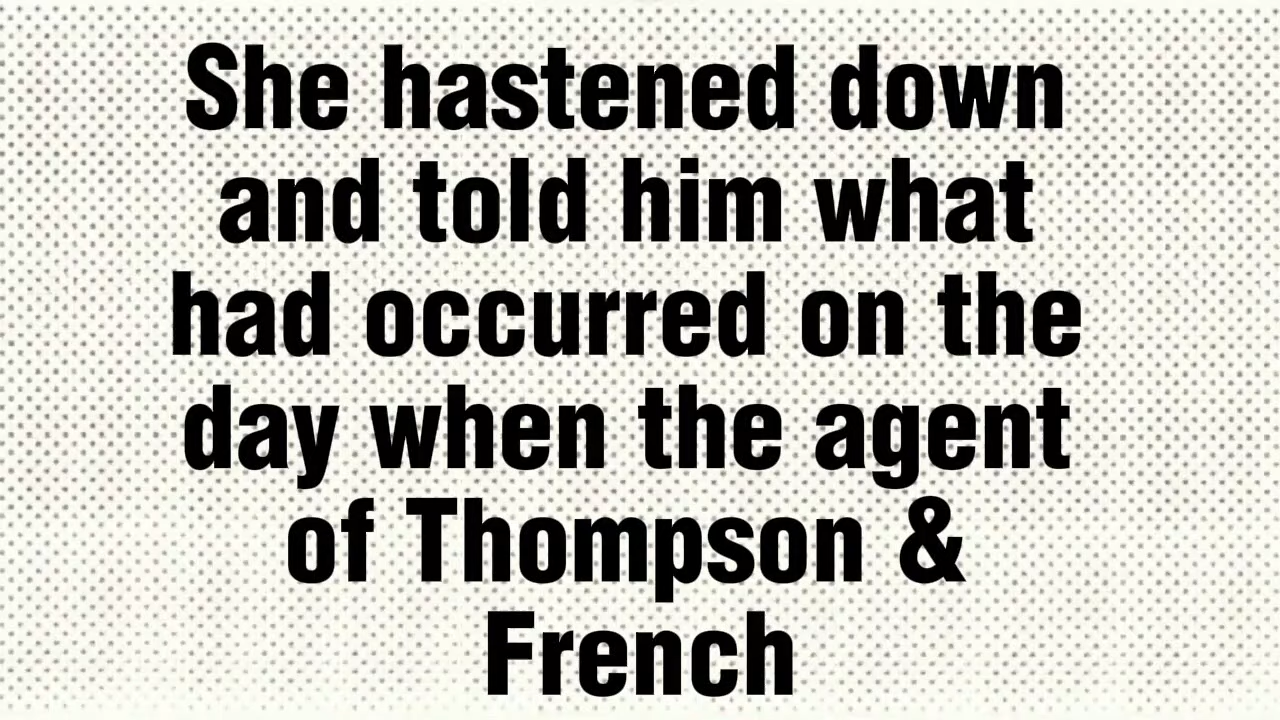 She hastened down
and told him what
had occurred on the
day when the agent
of Thompson &
French